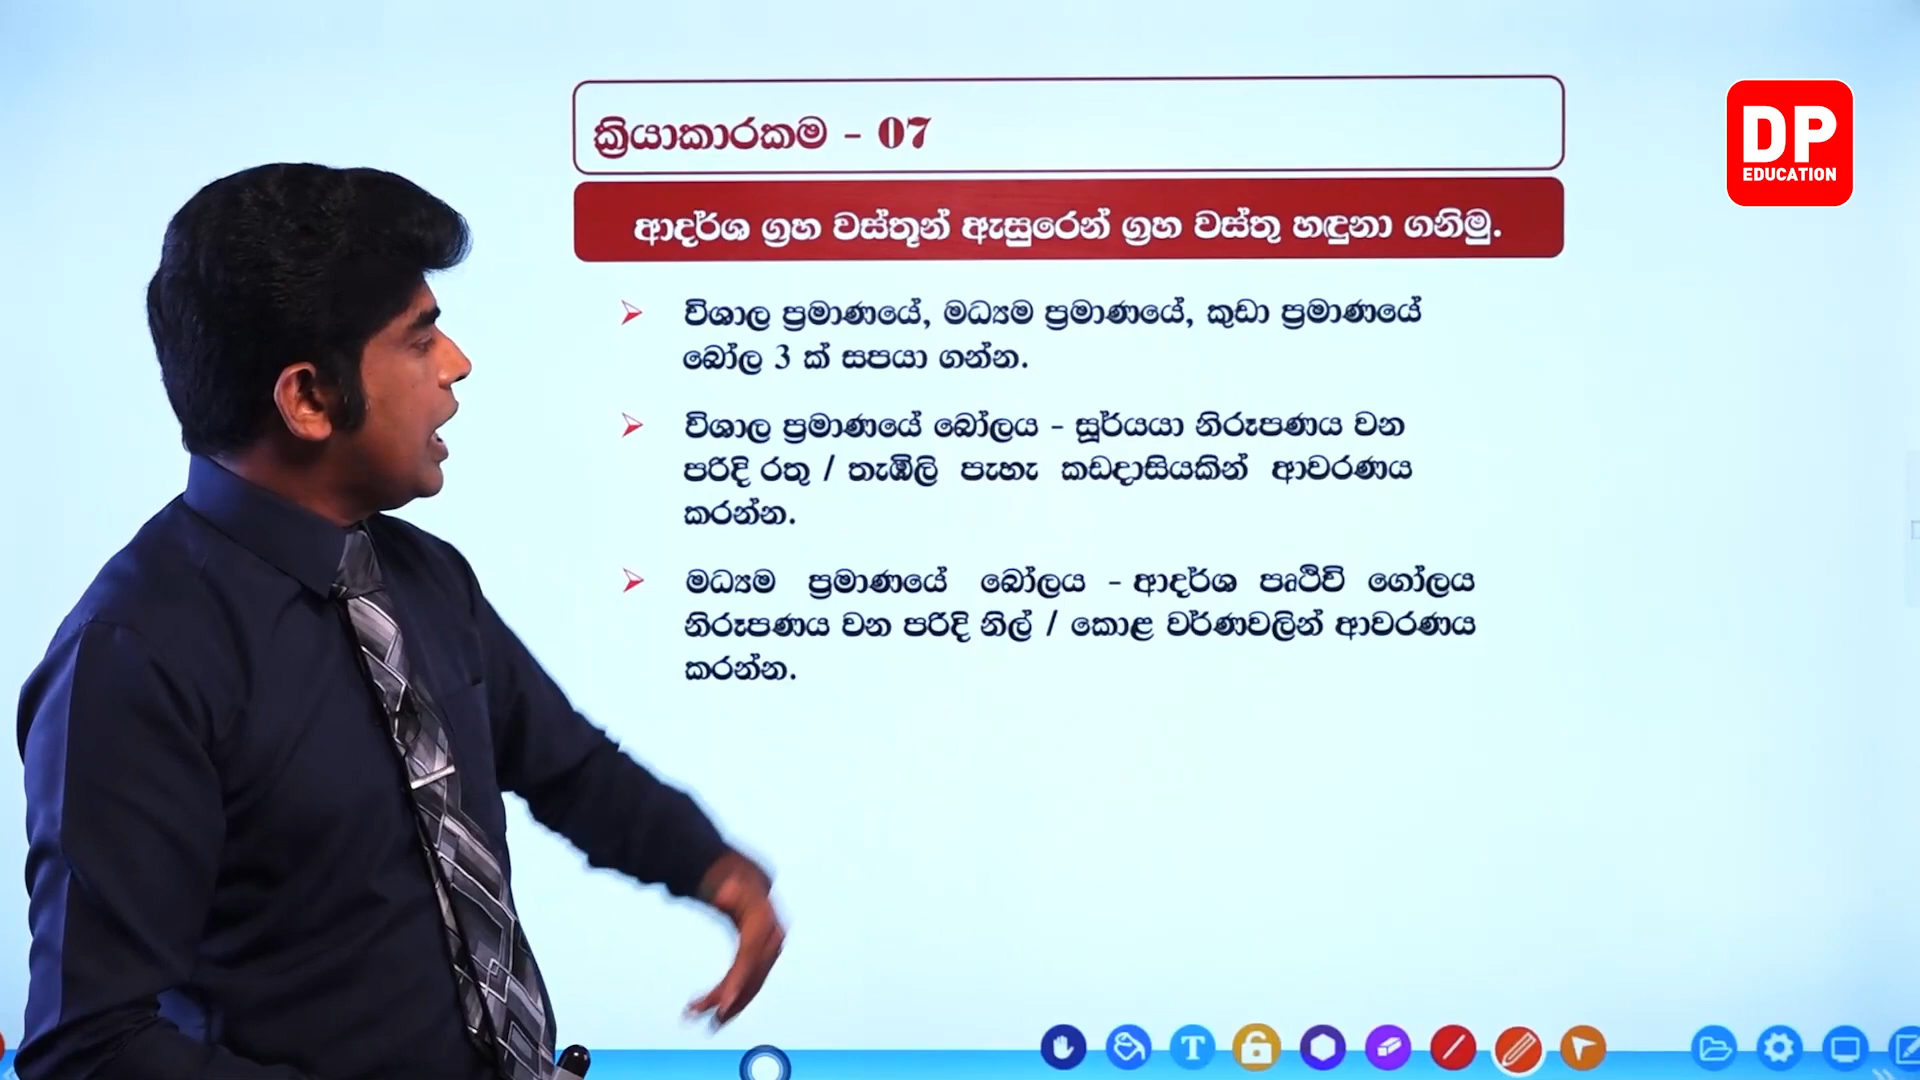 DP
EDUCATION
ක්‍රියාකාරකම - 07
ආදර්ශ ග්‍රහ වස්තූන් ඇසුරෙන් ග්‍රහ වස්තු හඳුනා ගනිමු.
විශාල ප්‍රමාණයේ, මධ්‍යම ප්‍රමාණයේ, කුඩා ප්‍රමාණයේ
බෝල 3 ක් සපයා ගන්න.
විශාල ප්‍රමාණයේ බෝලය - සූර්යයා නිරූපණය වන
පරිදි රතු / තැඹිලි පැහැ කඩදාසියකින් ආවරණය
කරන්න.
මධ්‍යම ප්‍රමාණයේ බෝලය - ආදර්ශ පෘථිවි ගෝලය
නිරූපණය වන පරිදි නිල් / කොළ වර්ණවලින් ආවරණය
කරන්න.
T